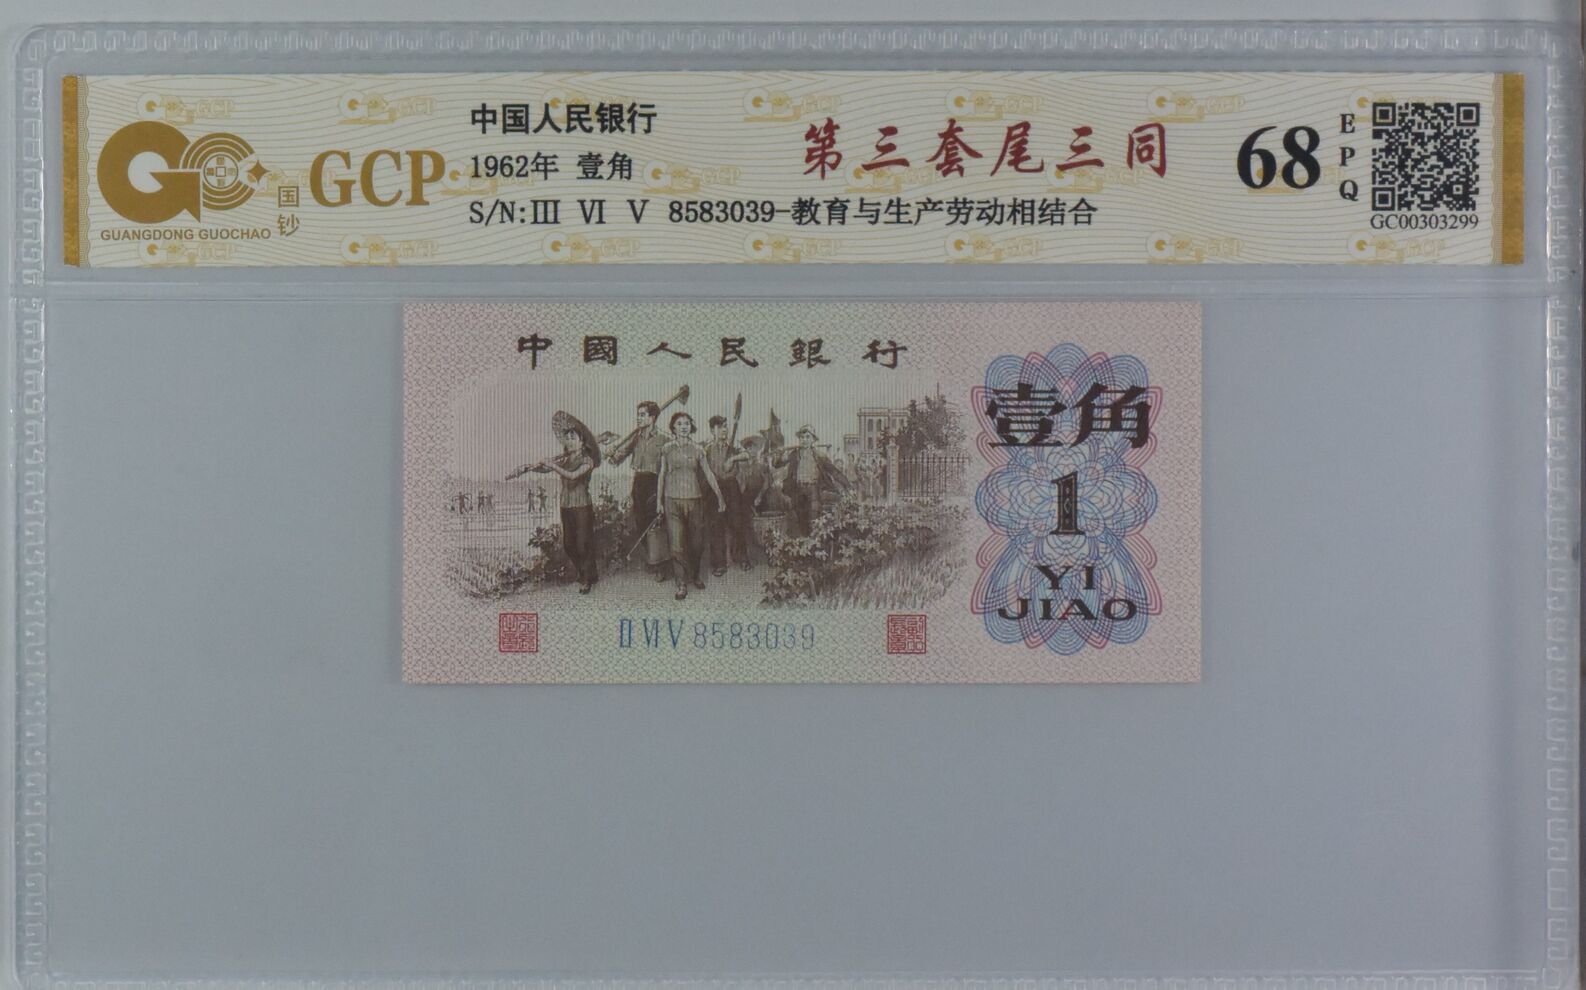 GCP
国钞
GUANGDONG GUOCHAO
中国人民银行
1962年 壹角
S/N:III VI V 8583039-教育与生产劳动相结合
第三套尾三同
68
EPQ
GC00303299
中國人民銀行
壹角
1
YI
JIAO
II VI V 8583039